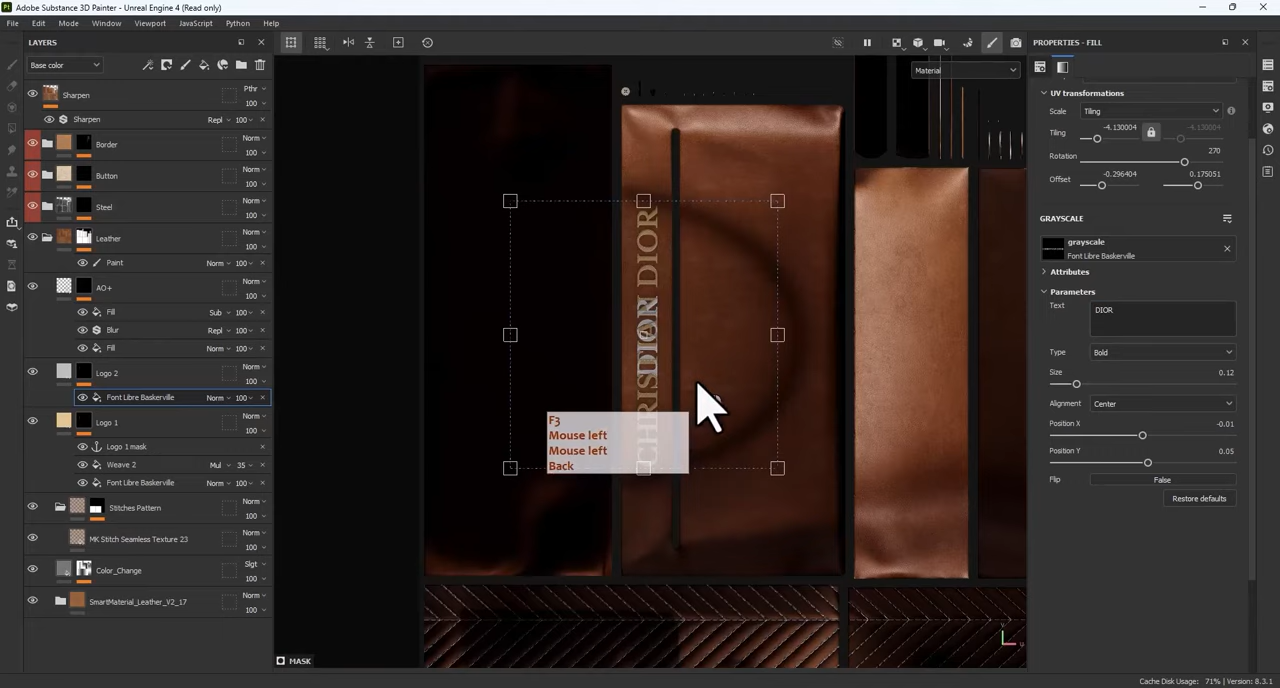 Adobe Substance 3D Painter - Unreal Engine 4 (Read only)
File Edit Mode Window Viewport JavaScript Python Help
LAYERS
Base color
Material
PROPERTIES - FILL
Sharpen Pthr 100
Sharpen Repl 100
Border Norm 100
Button Norm 100
Steel Norm 100
Leather Norm 100
Paint Norm 100
AO+ Norm 100
Fill Sub 100
Blur Repl 100
Fill Norm 100
Logo 2 Norm 100
Font Libre Baskerville Norm 100
Logo 1 Norm 100
Logo 1 mask
Weave 2 Mul 35
Font Libre Baskerville Norm 100
Stitches Pattern Norm 100
MK Stitch Seamless Texture 23 Norm 100
Color_Change Slgt 100
SmartMaterial_Leather_V2_17 Norm 100
CHRISTIAN DIOR
DIOR
F3
Mouse left
Mouse left
Back
MASK
UV transformations
Scale Tiling
Tiling -4.130004 -4.130004
Rotation 270
Offset -0.296404 0.175051
GRAYSCALE
grayscale
Font Libre Baskerville
Attributes
Parameters
Text DIOR
Type Bold
Size 0.12
Alignment Center
Position X -0.01
Position Y 0.05
Flip False
Restore defaults
Cache Disk Usage: 71% | Version: 8.3.1